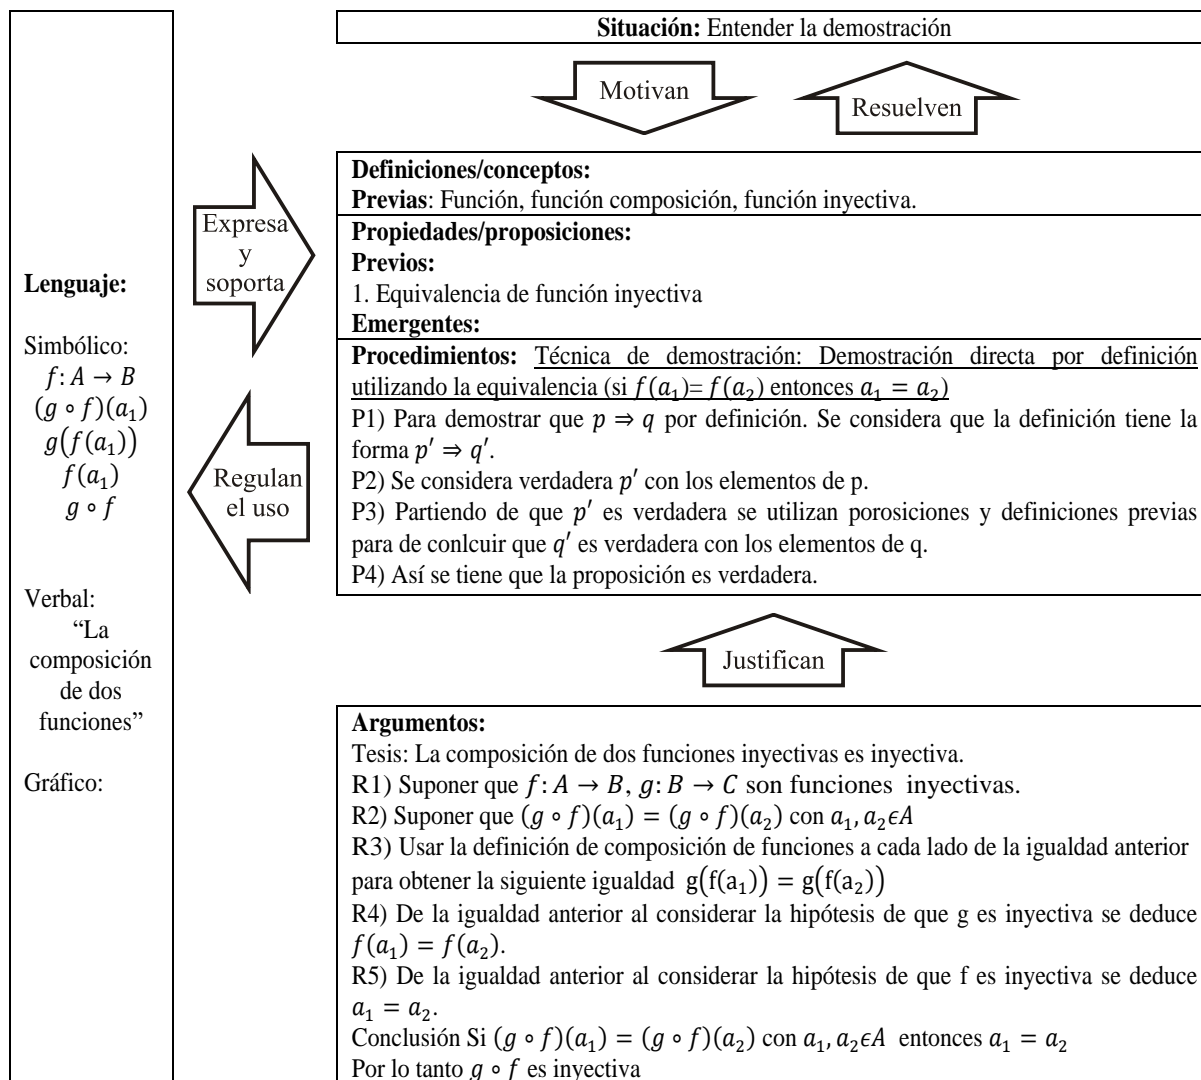 Situación: Entender la demostración
Motivan
Resuelven
Lenguaje:
Simbólico:
f: A → B
(g ∘ f)(a₁)
g(f(a₁))
f(a₁)
g ∘ f
Verbal:
“La
composición
de dos
funciones”
Gráfico:
Expresa
y
soporta
Regulan
el uso
Definiciones/conceptos:
Previas: Función, función composición, función inyectiva.
Propiedades/proposiciones:
Previos:
1. Equivalencia de función inyectiva
Emergentes:
Procedimientos: Técnica de demostración: Demostración directa por definición
utilizando la equivalencia (si f(a₁)= f(a₂) entonces a₁ = a₂)
P1) Para demostrar que p ⇒ q por definición. Se considera que la definición tiene la
forma p′ ⇒ q′.
P2) Se considera verdadera p′ con los elementos de p.
P3) Partiendo de que p′ es verdadera se utilizan porosiciones y definiciones previas
para de conlcuir que q′ es verdadera con los elementos de q.
P4) Así se tiene que la proposición es verdadera.
Justifican
Argumentos:
Tesis: La composición de dos funciones inyectivas es inyectiva.
R1) Suponer que f: A → B, g: B → C son funciones inyectivas.
R2) Suponer que (g ∘ f)(a₁) = (g ∘ f)(a₂) con a₁, a₂ϵA
R3) Usar la definición de composición de funciones a cada lado de la igualdad anterior
para obtener la siguiente igualdad g(f(a₁)) = g(f(a₂))
R4) De la igualdad anterior al considerar la hipótesis de que g es inyectiva se deduce
f(a₁) = f(a₂).
R5) De la igualdad anterior al considerar la hipótesis de que f es inyectiva se deduce
a₁ = a₂.
Conclusión Si (g ∘ f)(a₁) = (g ∘ f)(a₂) con a₁, a₂ϵA entonces a₁ = a₂
Por lo tanto g ∘ f es inyectiva